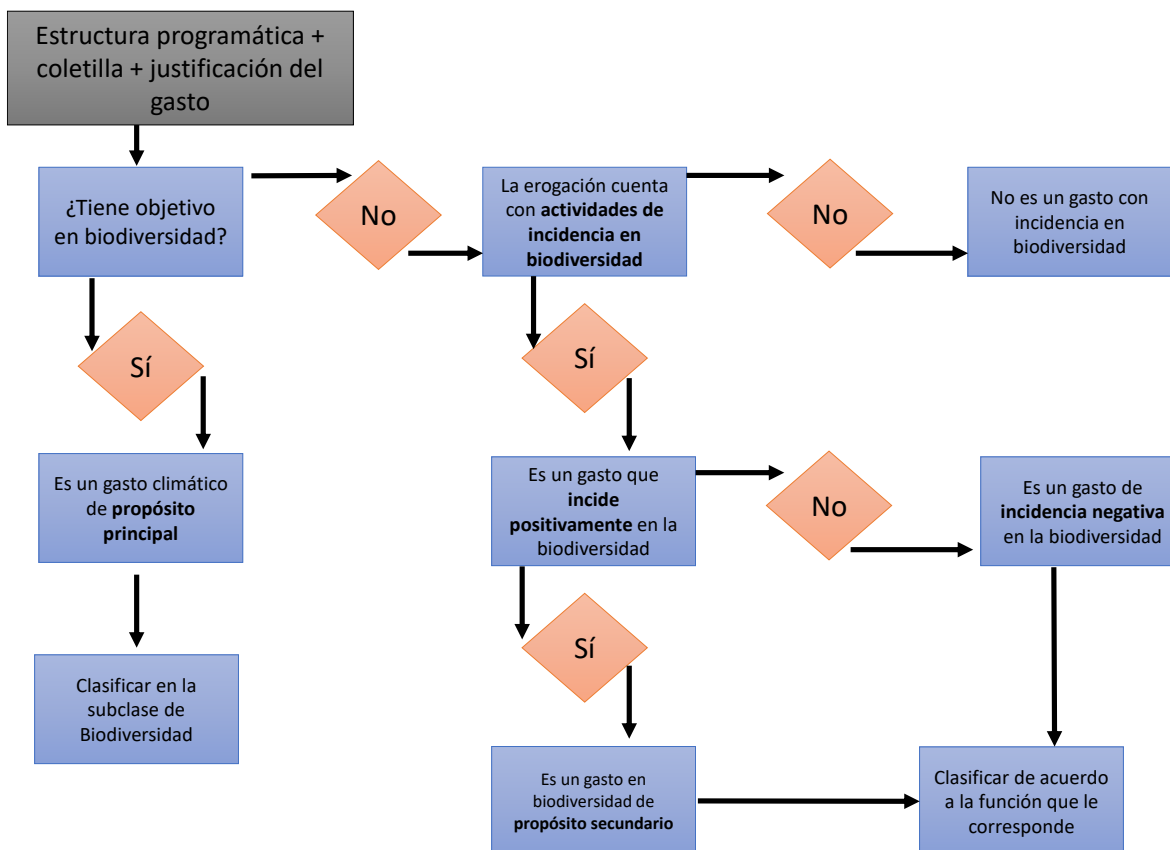 Estructura programática +
coletilla + justificación del
gasto
¿Tiene objetivo
en biodiversidad?
No
La erogación cuenta
con actividades de
incidencia en
biodiversidad
No
No es un gasto con
incidencia en
biodiversidad
Sí
Sí
Es un gasto climático
de propósito
principal
Es un gasto que
incide
positivamente en la
biodiversidad
No
Es un gasto de
incidencia negativa
en la biodiversidad
Sí
Clasificar en la
subclase de
Biodiversidad
Es un gasto en
biodiversidad de
propósito secundario
Clasificar de acuerdo
a la función que le
corresponde